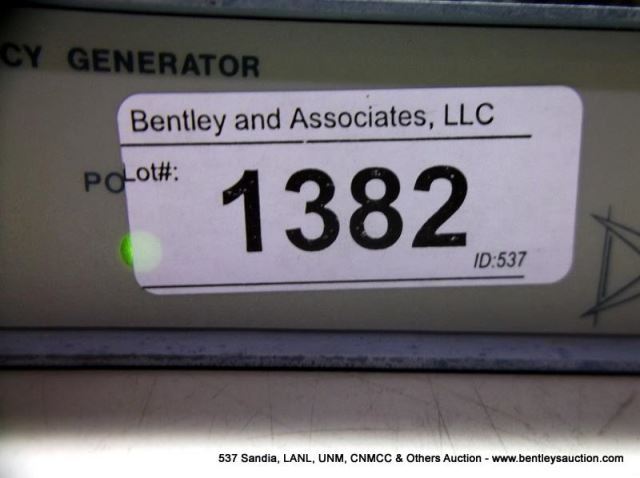 CY GENERATOR
Bentley and Associates, LLC
Lot#:
PO
1382
ID:537
537 Sandia, LANL, UNM, CNMCC & Others Auction - www.bentleysauction.com